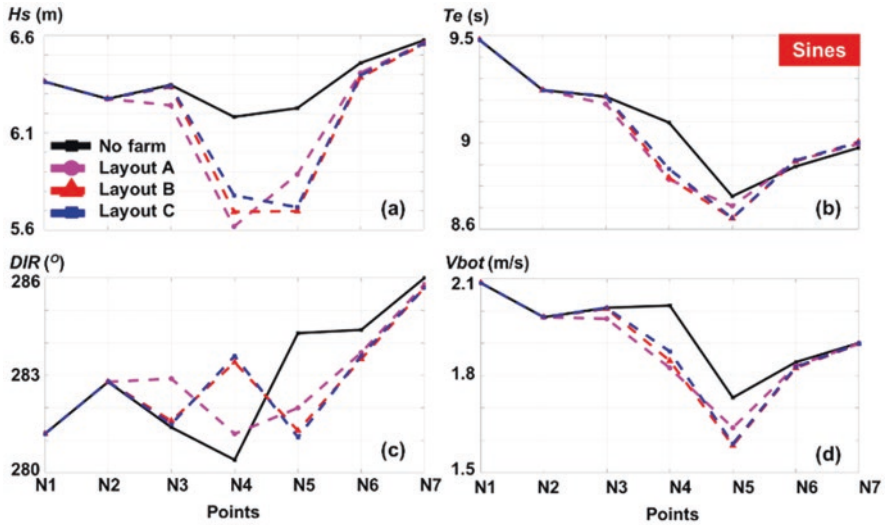 Hs (m)
6.6
6.1
5.6
No farm
Layout A
Layout B
Layout C
(a)
Te (s)
9.5
9
8.6
Sines
(b)
DIR (O)
286
283
280
(c)
N1 N2 N3 N4 N5 N6 N7
Points
Vbot (m/s)
2.1
1.8
1.5
(d)
N1 N2 N3 N4 N5 N6 N7
Points